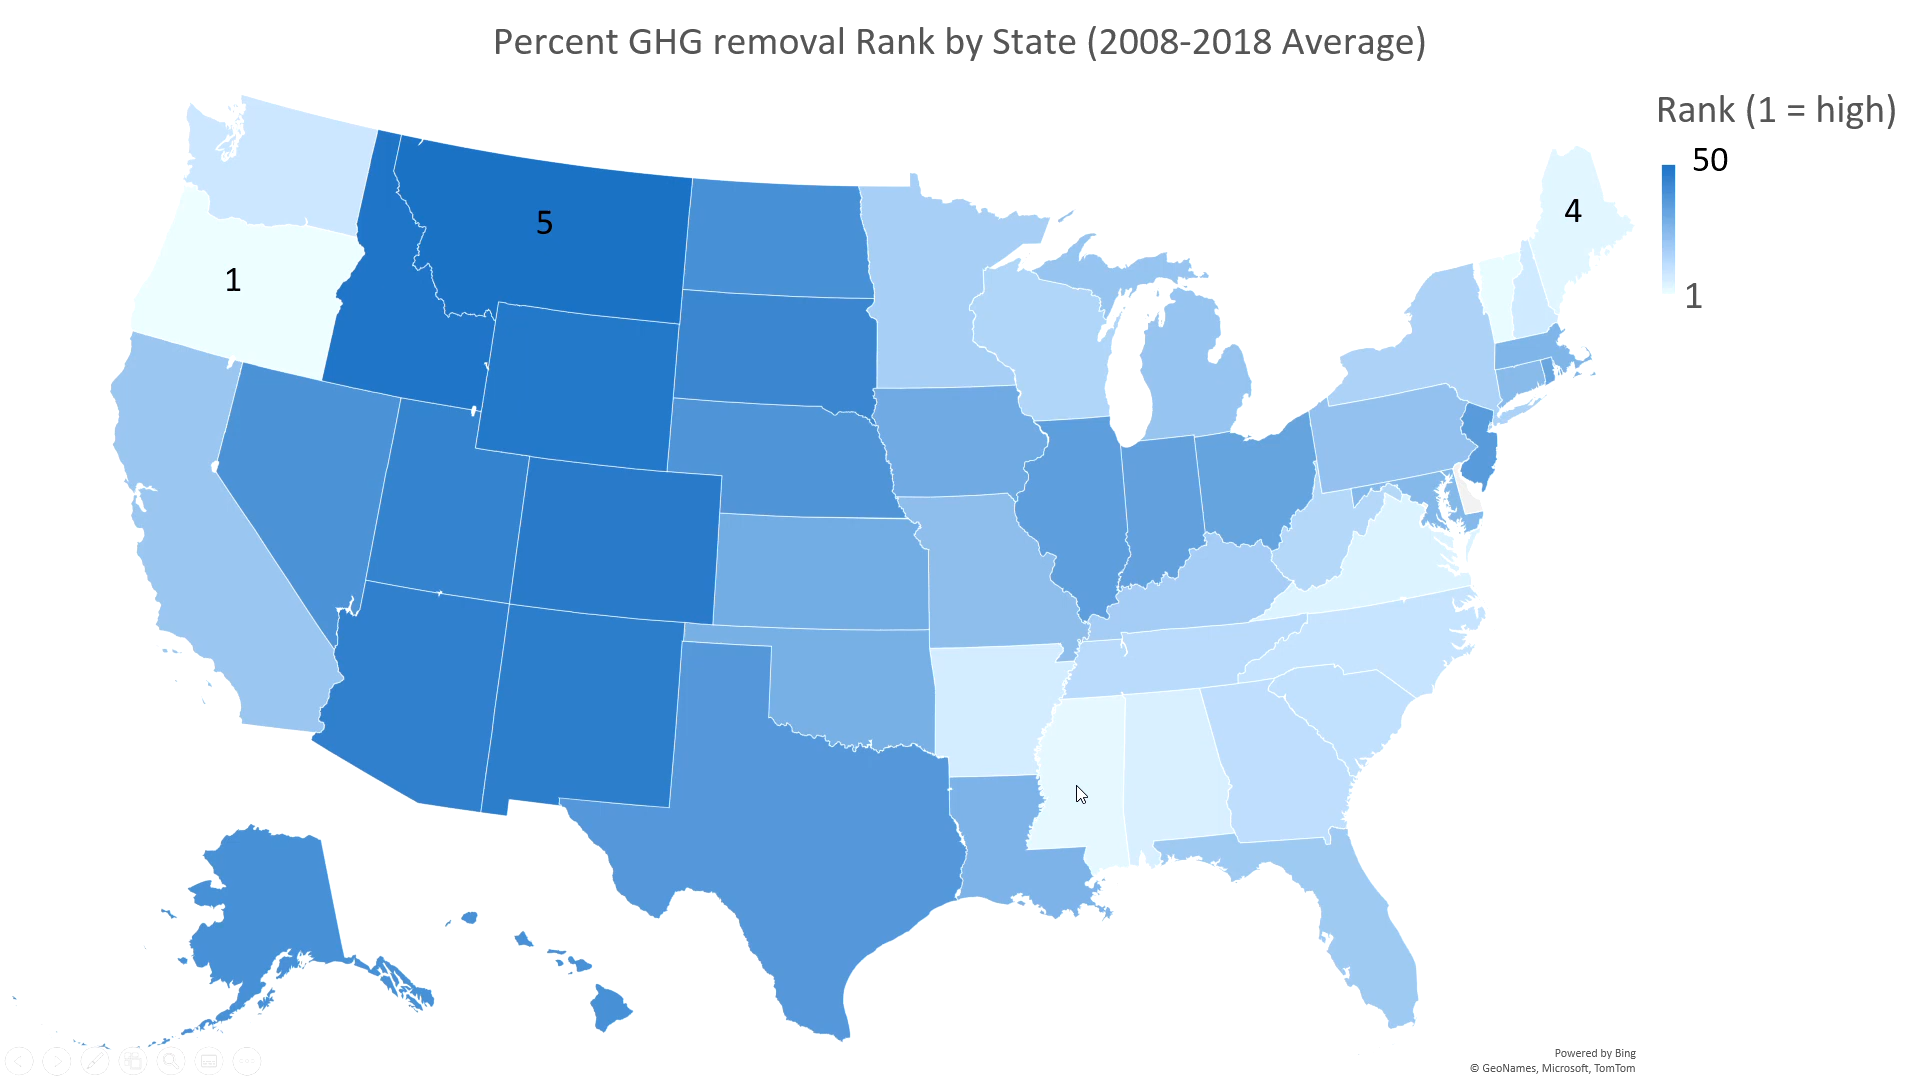 Percent GHG removal Rank by State (2008-2018 Average)
Rank (1 = high)
50
1
5
4
1
Powered by Bing
© GeoNames, Microsoft, TomTom